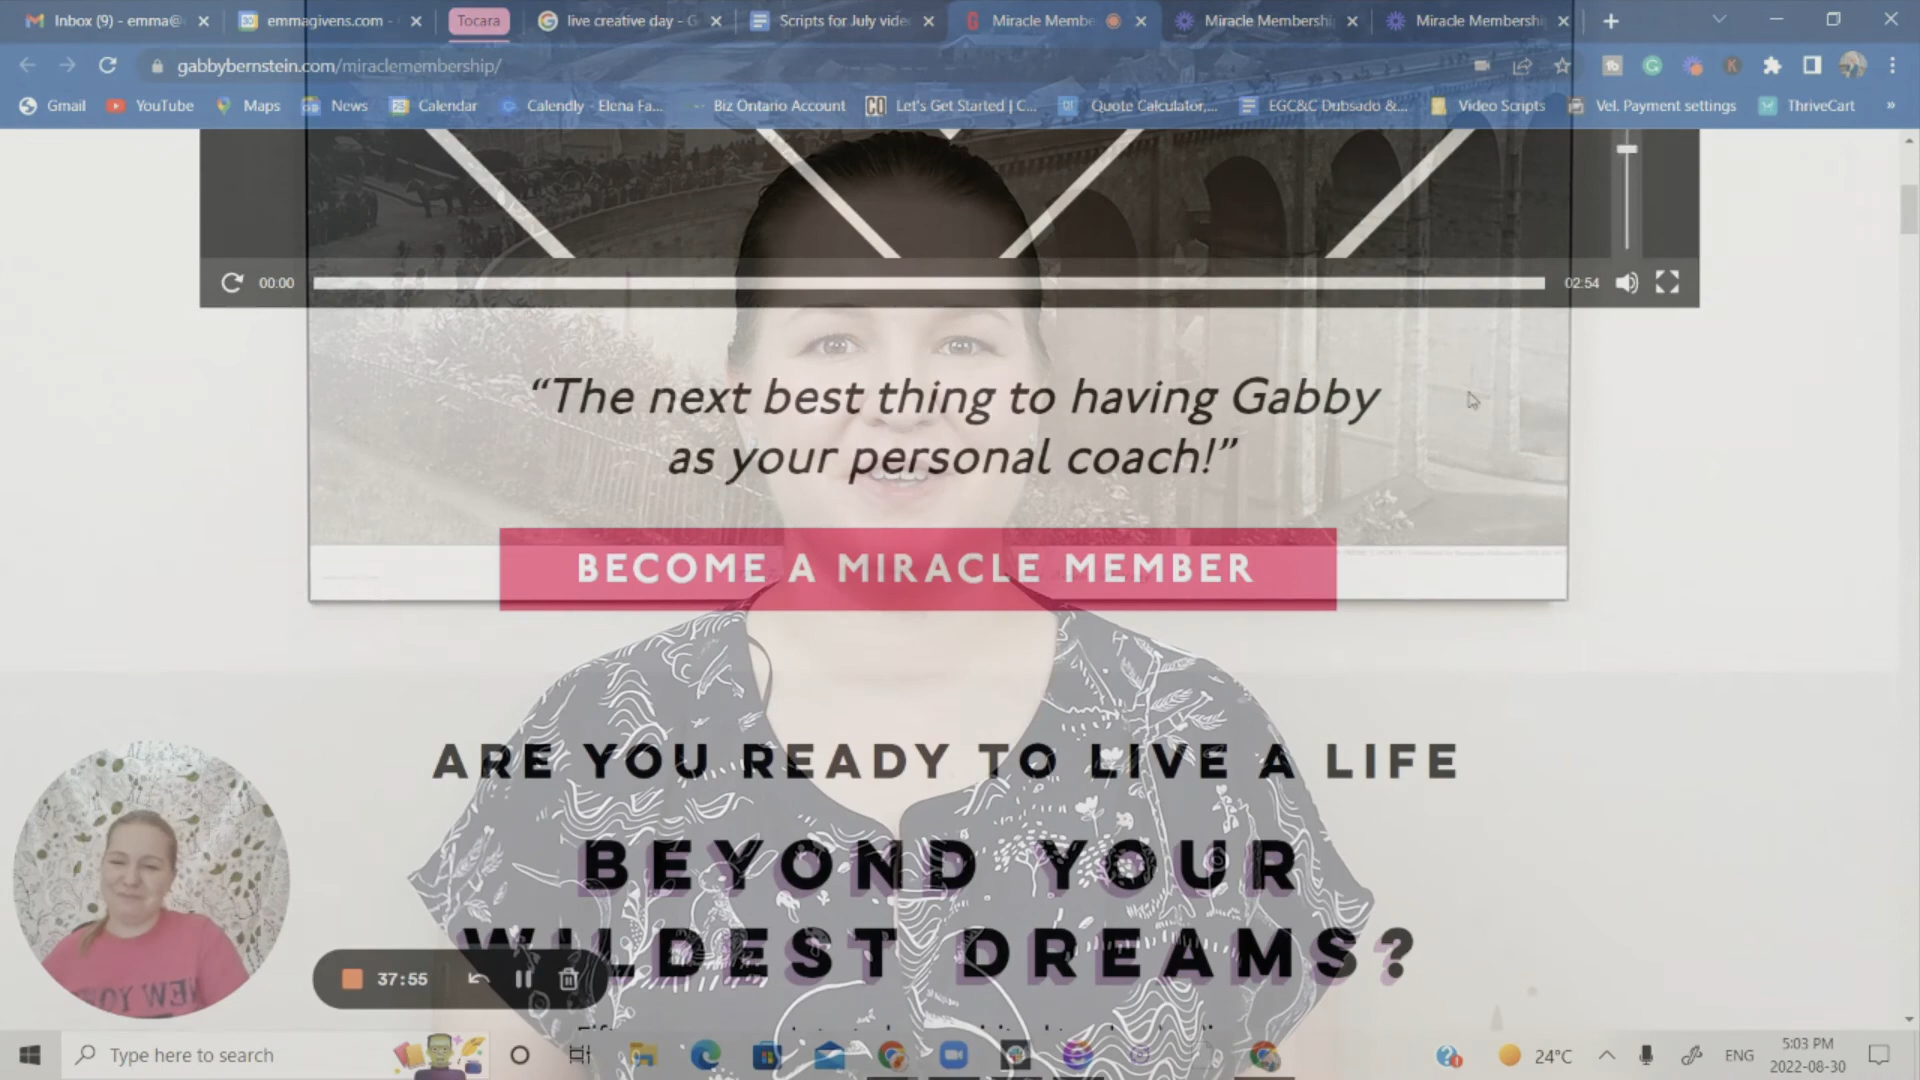 Inbox (9) - emma@
emmagivens.com -
Tocara
live creative day - G
Scripts for July vide
Miracle Membe
Miracle Membershi
Miracle Membershi
gabbybernstein.com/miraclemembership/
Gmail
YouTube
Maps
News
Calendar
Calendly - Elena Fa...
Biz Ontario Account
Let's Get Started | C...
Quote Calculator,...
EGC&C Dubsado &...
Video Scripts
Vel. Payment settings
ThriveCart
»
00:00
02:54
“The next best thing to having Gabby
as your personal coach!”
BECOME A MIRACLE MEMBER
ARE YOU READY TO LIVE A LIFE
BEYOND YOUR
WILDEST DREAMS?
37:55
Type here to search
24°C
ENG
5:03 PM
2022-08-30